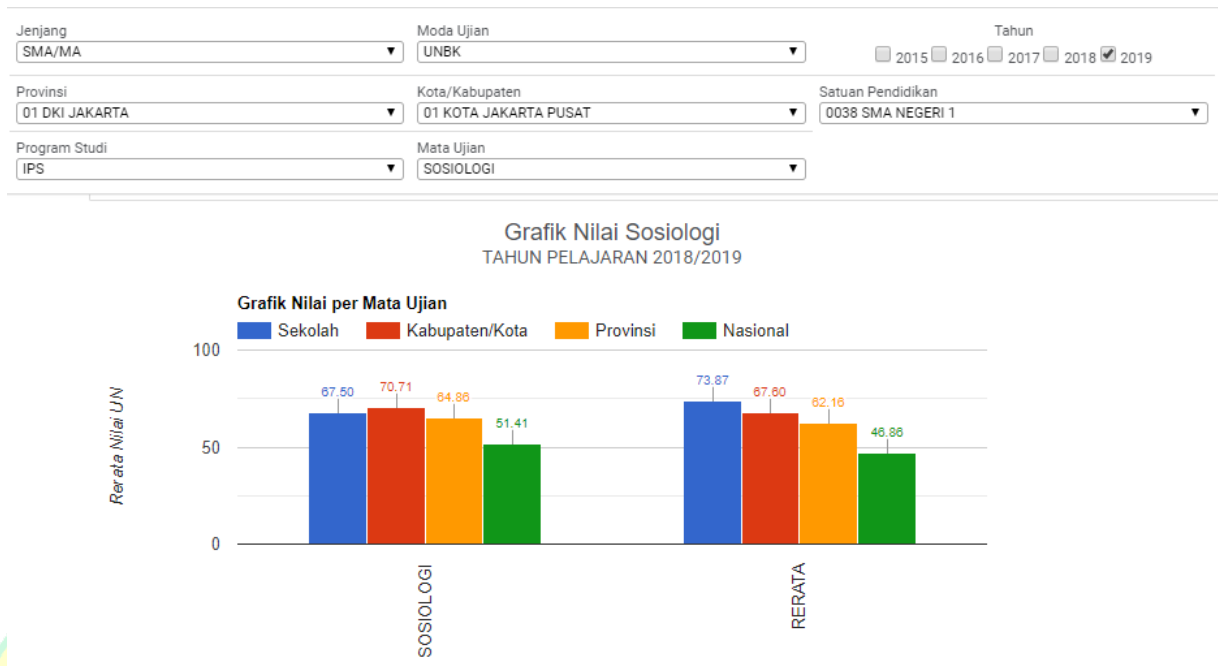 Jenjang
SMA/MA
Moda Ujian
UNBK
Tahun
2015 2016 2017 2018 2019
Provinsi
01 DKI JAKARTA
Kota/Kabupaten
01 KOTA JAKARTA PUSAT
Satuan Pendidikan
0038 SMA NEGERI 1
Program Studi
IPS
Mata Ujian
SOSIOLOGI
Grafik Nilai Sosiologi
TAHUN PELAJARAN 2018/2019
Grafik Nilai per Mata Ujian
Sekolah Kabupaten/Kota Provinsi Nasional
100
50
0
Rerata Nilai UN
67.50 70.71 64.86 51.41
73.87 67.60 62.16 46.86
SOSIOLOGI
RERATA